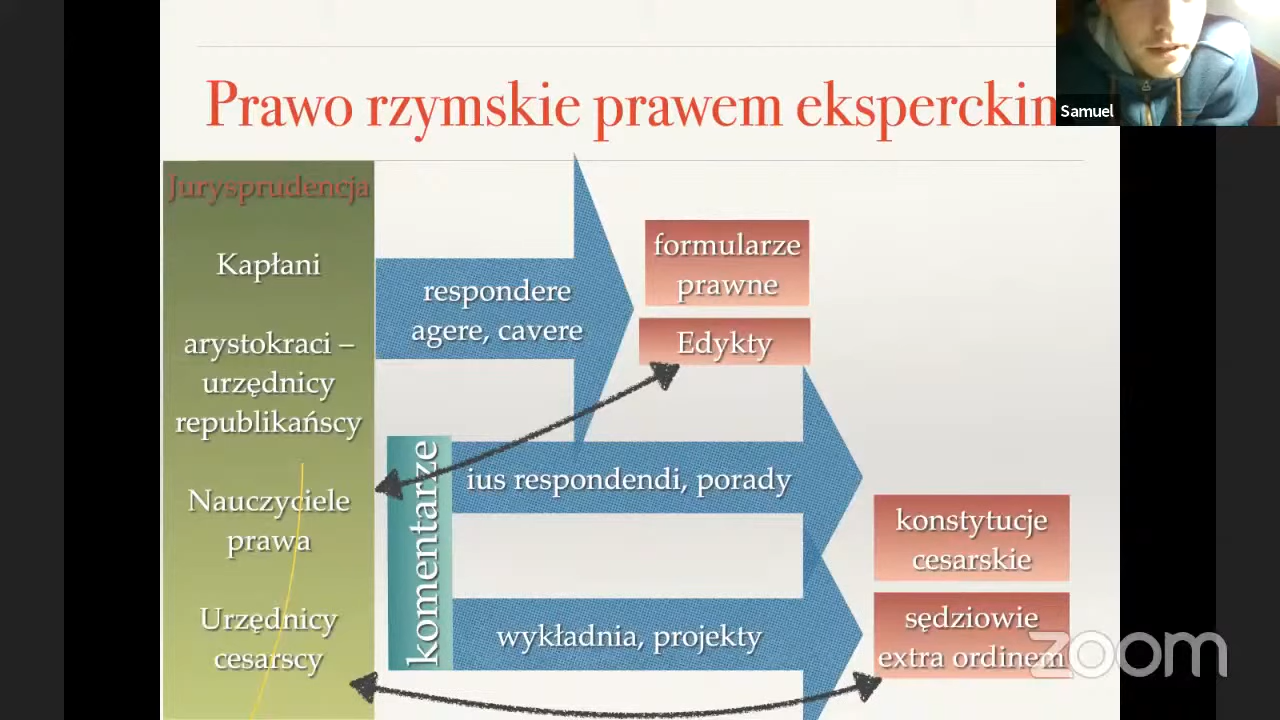 Prawo rzymskie prawem eksperckim
Samuel
Jurysprudencja
Kapłani
arystokraci –
urzędnicy
republikańscy
Nauczyciele
prawa
Urzędnicy
cesarscy
respondere
agere, cavere
formularze
prawne
Edykty
komentarze
ius respondendi, porady
wykładnia, projekty
konstytucje
cesarskie
sędziowie
extra ordinem
zoom